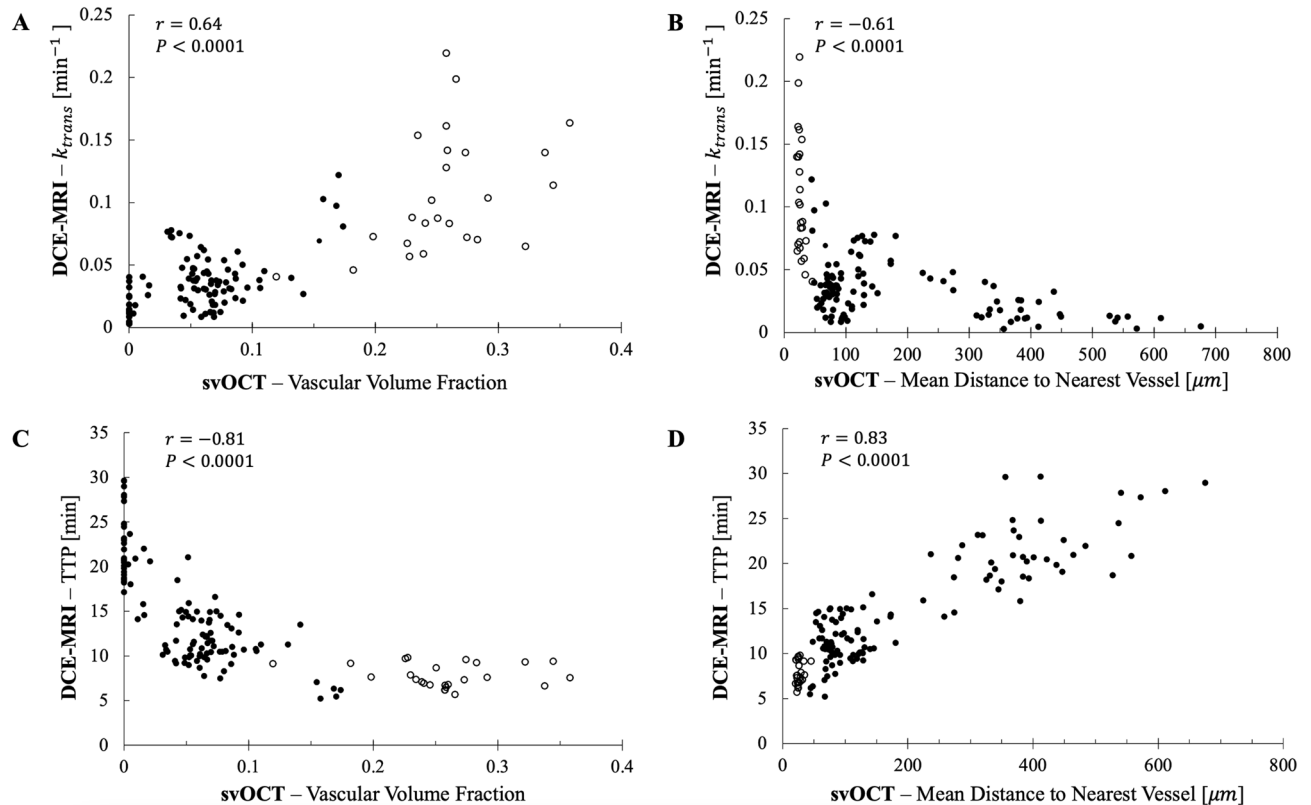 A
r = 0.64
P < 0.0001
DCE-MRI – k_trans [min⁻¹]
0.25
0.2
0.15
0.1
0.05
0
0 0.1 0.2 0.3 0.4
svOCT – Vascular Volume Fraction
B
r = −0.61
P < 0.0001
DCE-MRI – k_trans [min⁻¹]
0.25
0.2
0.15
0.1
0.05
0
0 100 200 300 400 500 600 700 800
svOCT – Mean Distance to Nearest Vessel [μm]
C
r = −0.81
P < 0.0001
DCE-MRI – TTP [min]
35
30
25
20
15
10
5
0
0 0.1 0.2 0.3 0.4
svOCT – Vascular Volume Fraction
D
r = 0.83
P < 0.0001
DCE-MRI – TTP [min]
35
30
25
20
15
10
5
0
0 200 400 600 800
svOCT – Mean Distance to Nearest Vessel [μm]